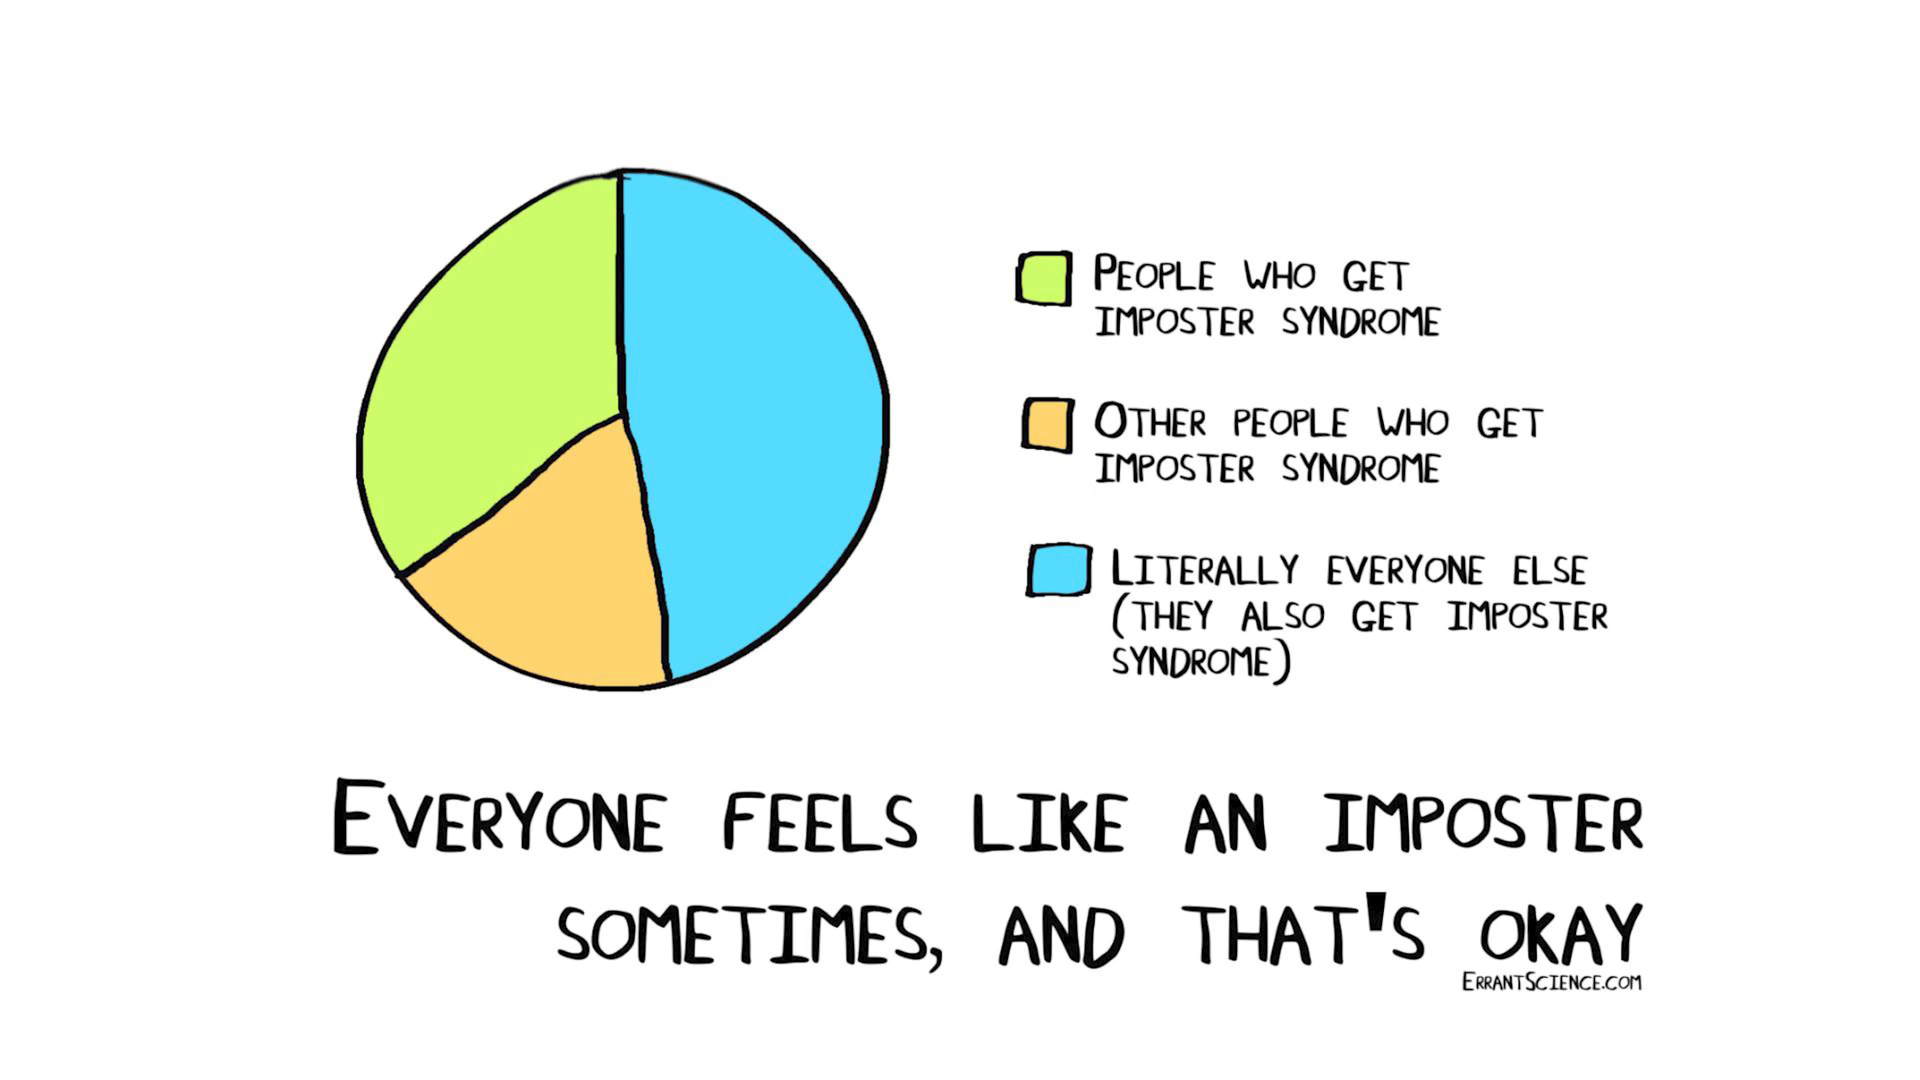 People who get
imposter syndrome
Other people who get
imposter syndrome
Literally everyone else
(they also get imposter
syndrome)
Everyone feels like an imposter
sometimes, and that's okay
ErrantScience.com